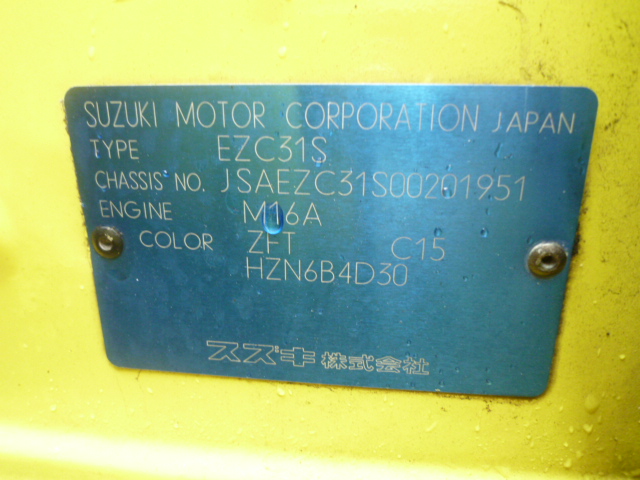 SUZUKI MOTOR CORPORATION JAPAN
TYPE EZC31S
CHASSIS NO. JSAEZC31S00201951
ENGINE M16A
COLOR ZFT C15
HZN6B4D30
スズキ株式会社